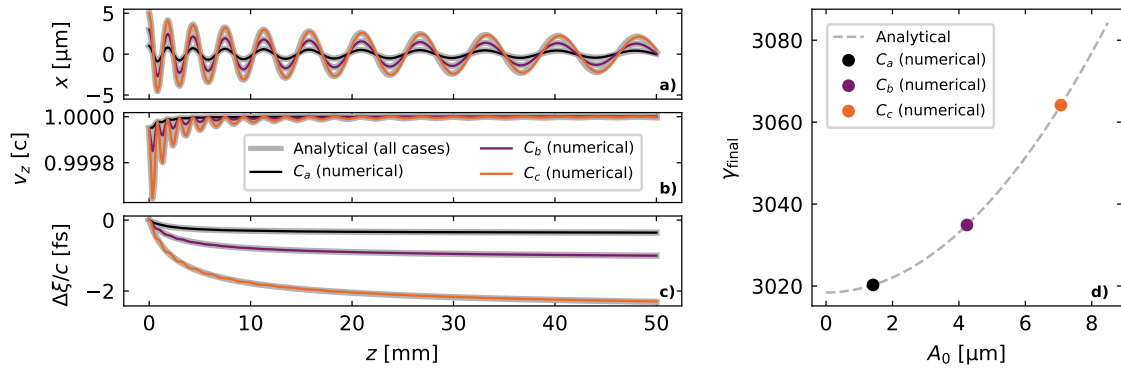 5
0
−5
x [μm]
a)
1.0000
0.9998
v_z [c]
Analytical (all cases)
C_a (numerical)
C_b (numerical)
C_c (numerical)
b)
0
−2
Δξ/c [fs]
c)
0 10 20 30 40 50
z [mm]
3080
3060
3040
3020
γ_final
Analytical
C_a (numerical)
C_b (numerical)
C_c (numerical)
d)
0 2 4 6 8
A_0 [μm]